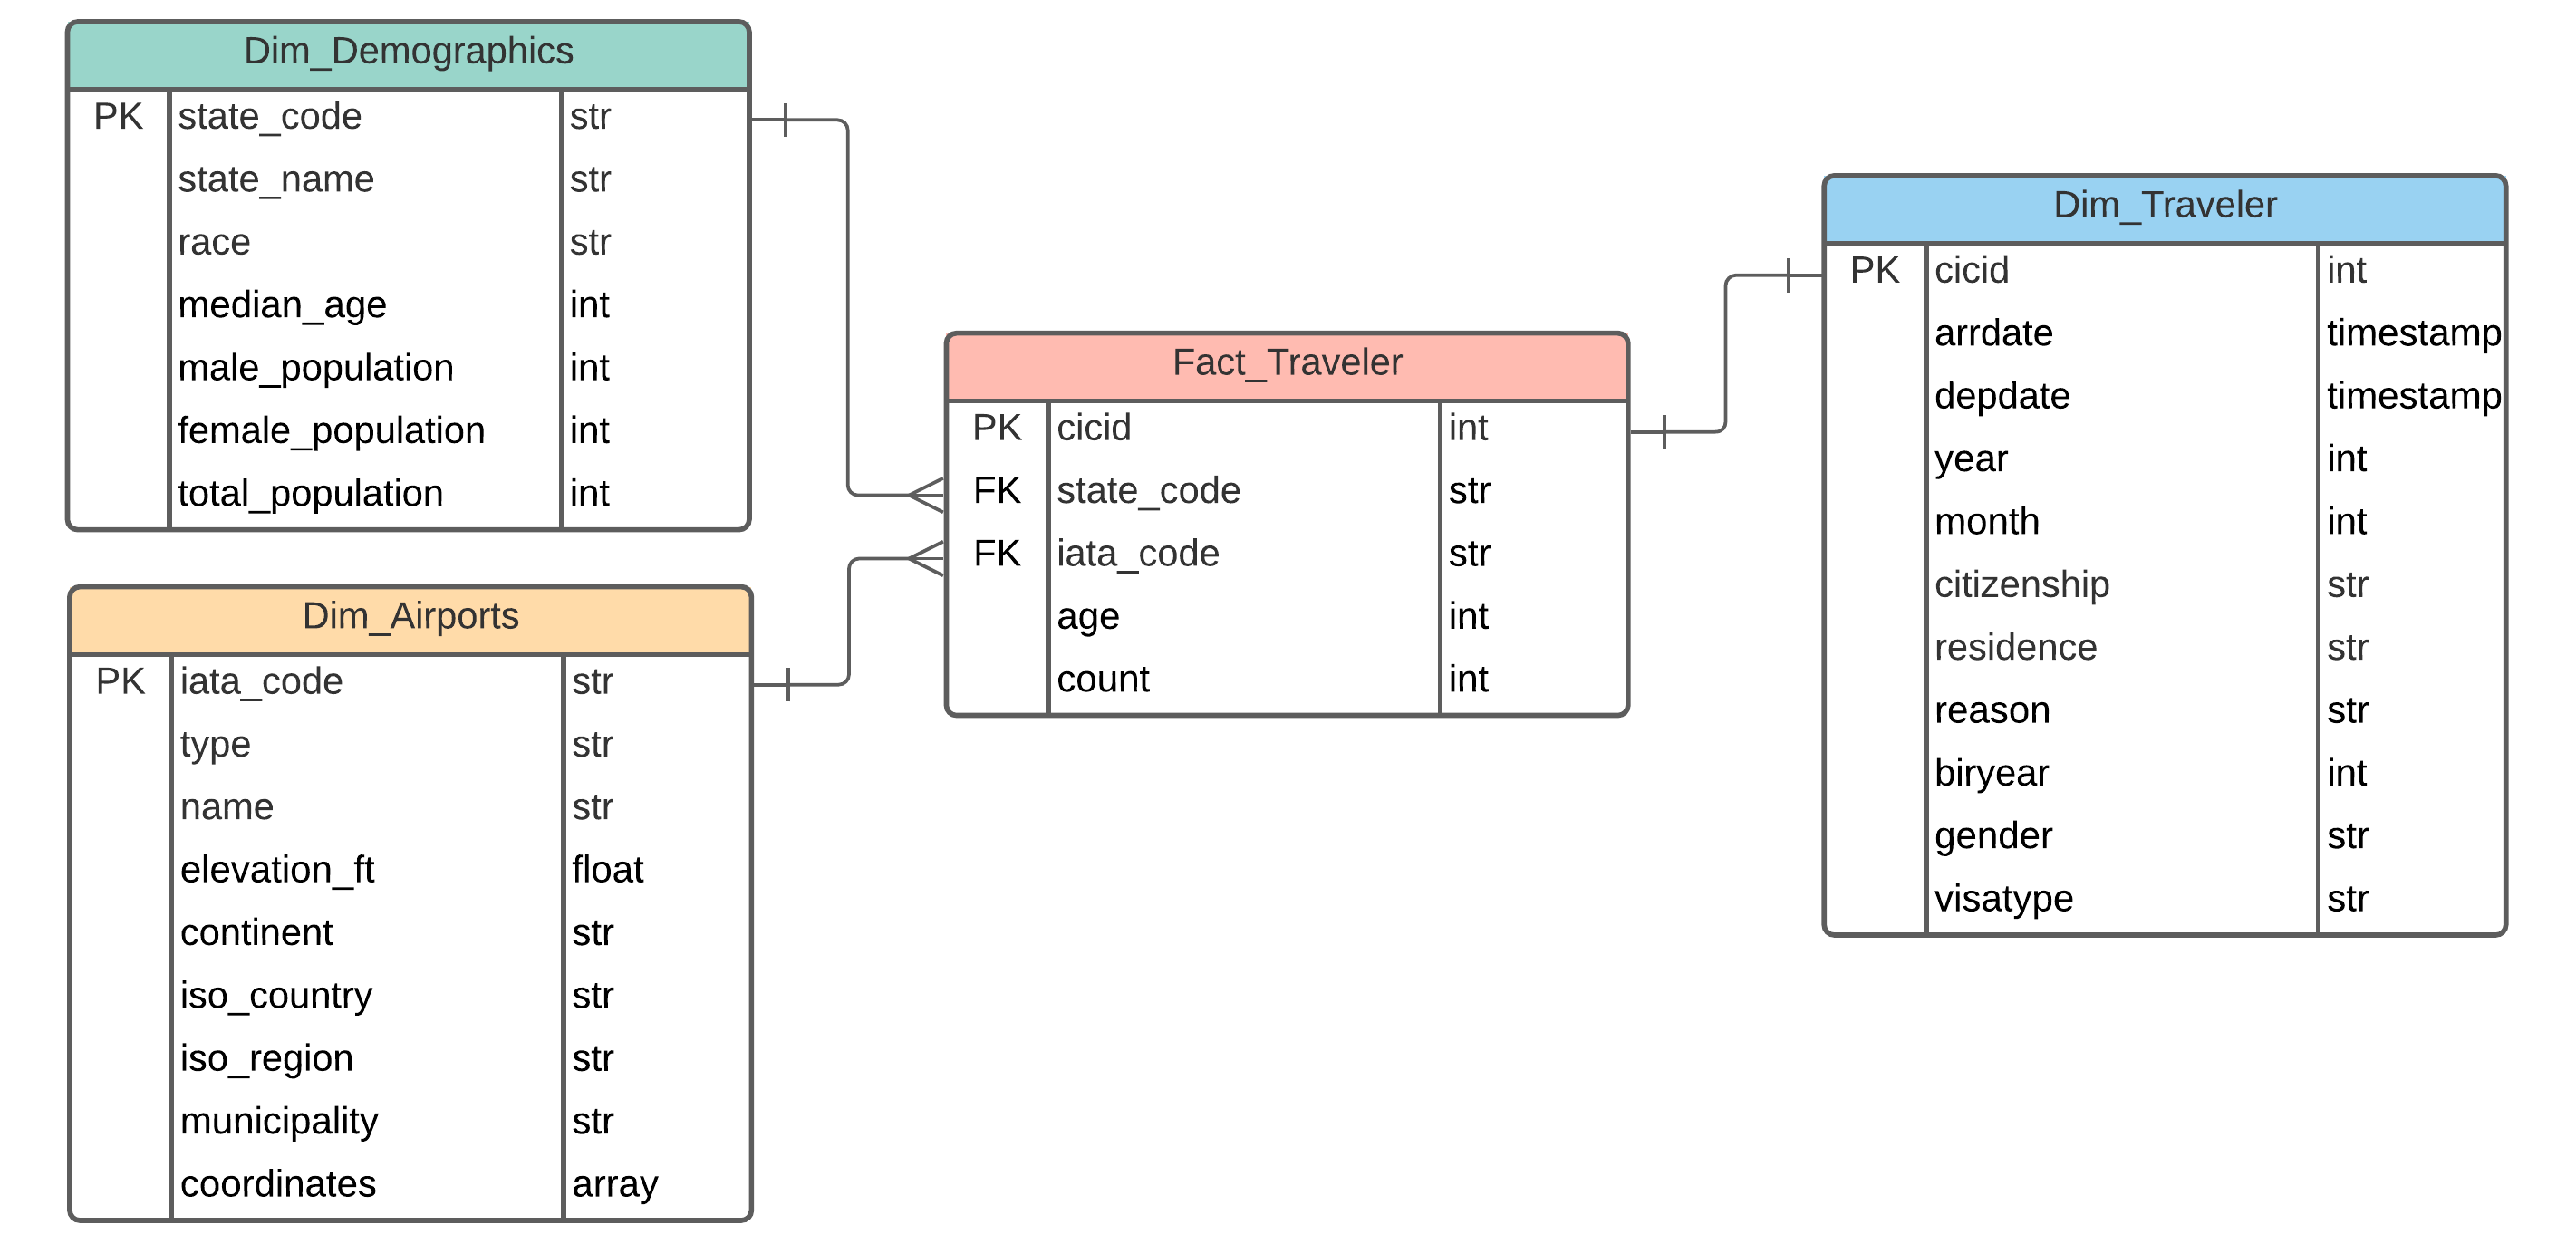 Dim_Demographics
PK state_code str
state_name str
race str
median_age int
male_population int
female_population int
total_population int
Dim_Airports
PK iata_code str
type str
name str
elevation_ft float
continent str
iso_country str
iso_region str
municipality str
coordinates array
Fact_Traveler
PK cicid int
FK state_code str
FK iata_code str
age int
count int
Dim_Traveler
PK cicid int
arrdate timestamp
depdate timestamp
year int
month int
citizenship str
residence str
reason str
biryear int
gender str
visatype str